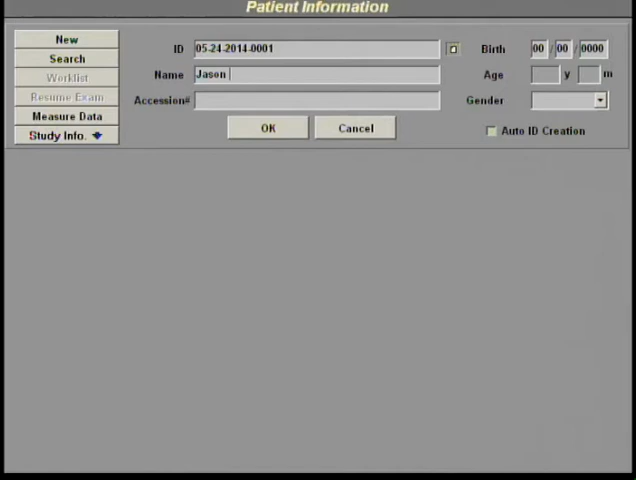 Patient Information
New
Search
Worklist
Resume Exam
Measure Data
Study Info.
ID 05-24-2014-0001 Birth 00 / 00 / 0000
Name Jason Age y m
Accession# Gender
OK Cancel Auto ID Creation